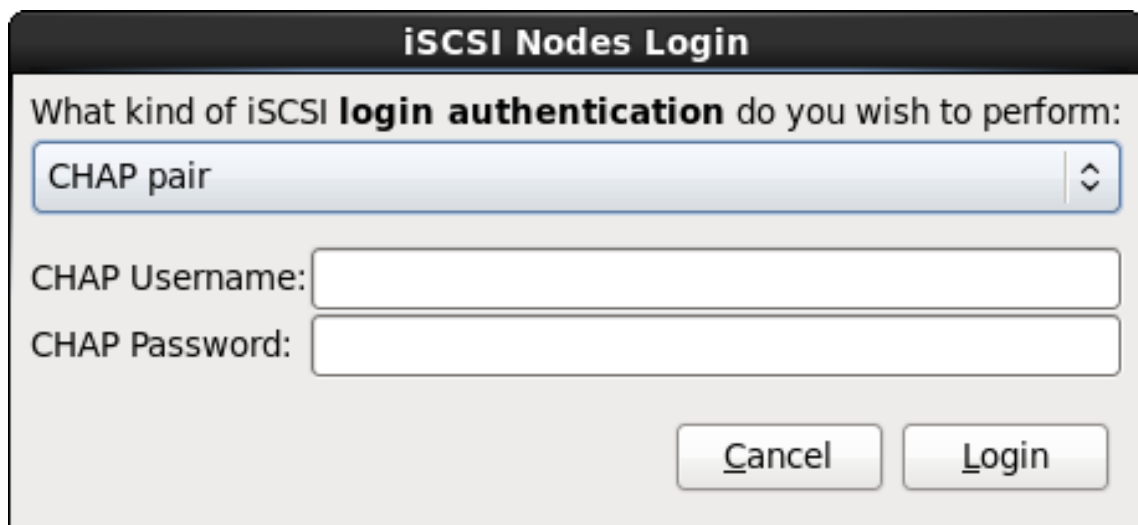 iSCSI Nodes Login
What kind of iSCSI login authentication do you wish to perform:
CHAP pair
CHAP Username:
CHAP Password:
Cancel Login